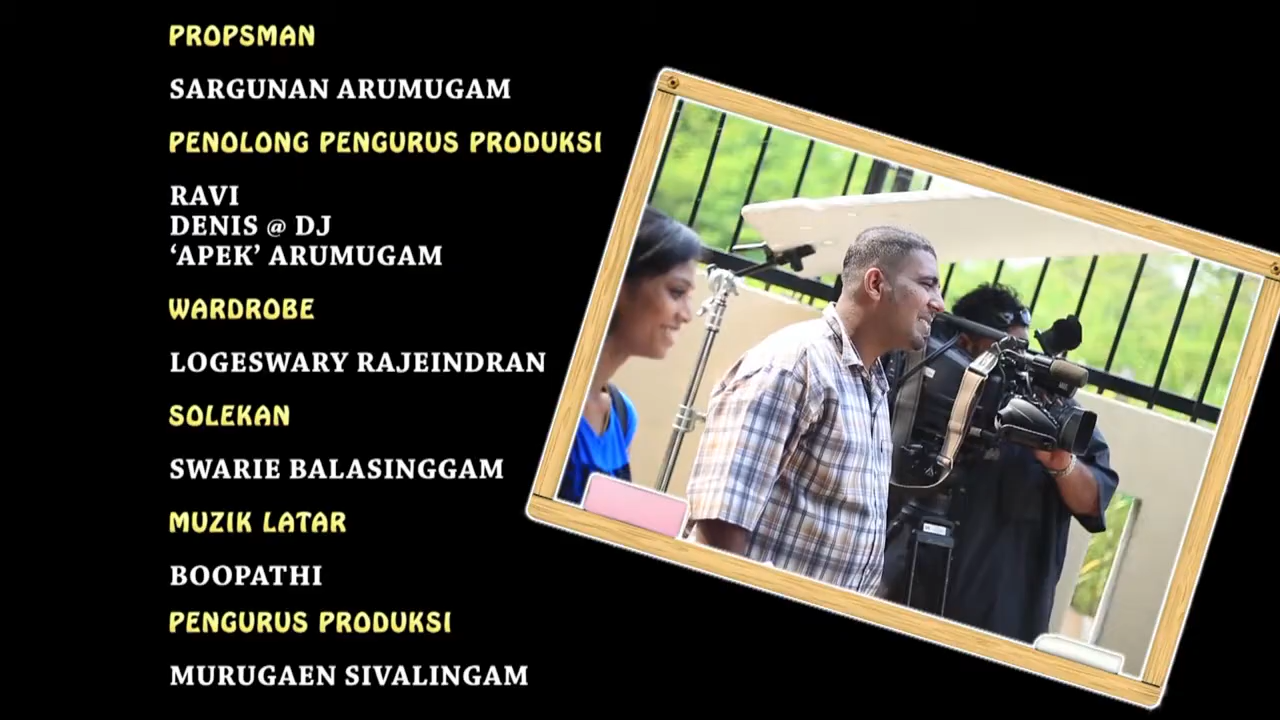 PROPSMAN
SARGUNAN ARUMUGAM
PENOLONG PENGURUS PRODUKSI
RAVI
DENIS @ DJ
‘APEK’ ARUMUGAM
WARDROBE
LOGESWARY RAJEINDRAN
SOLEKAN
SWARIE BALASINGGAM
MUZIK LATAR
BOOPATHI
PENGURUS PRODUKSI
MURUGAEN SIVALINGAM